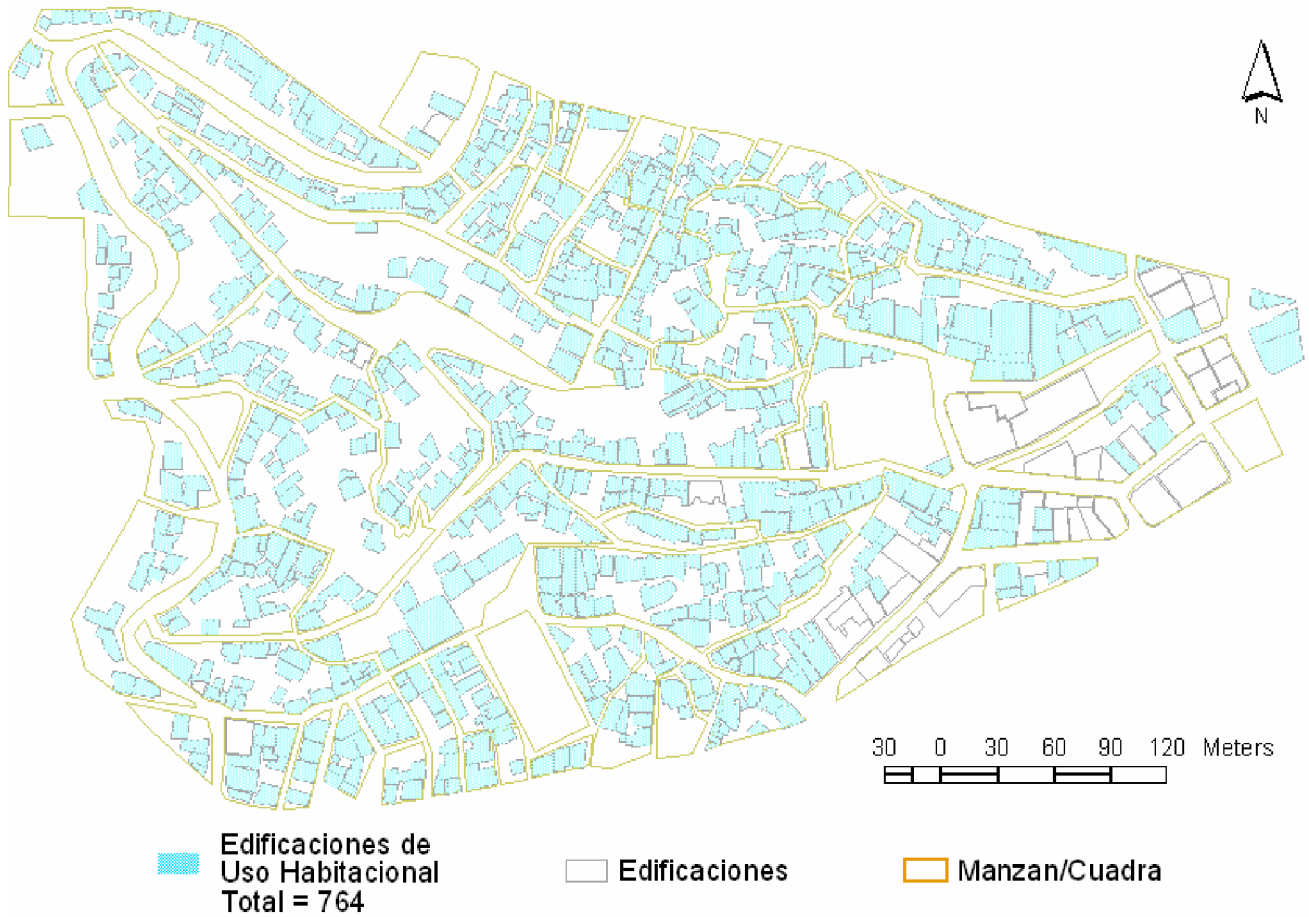 N
30 0 30 60 90 120 Meters
Edificaciones de
Uso Habitacional
Total = 764
Edificaciones
Manzan/Cuadra